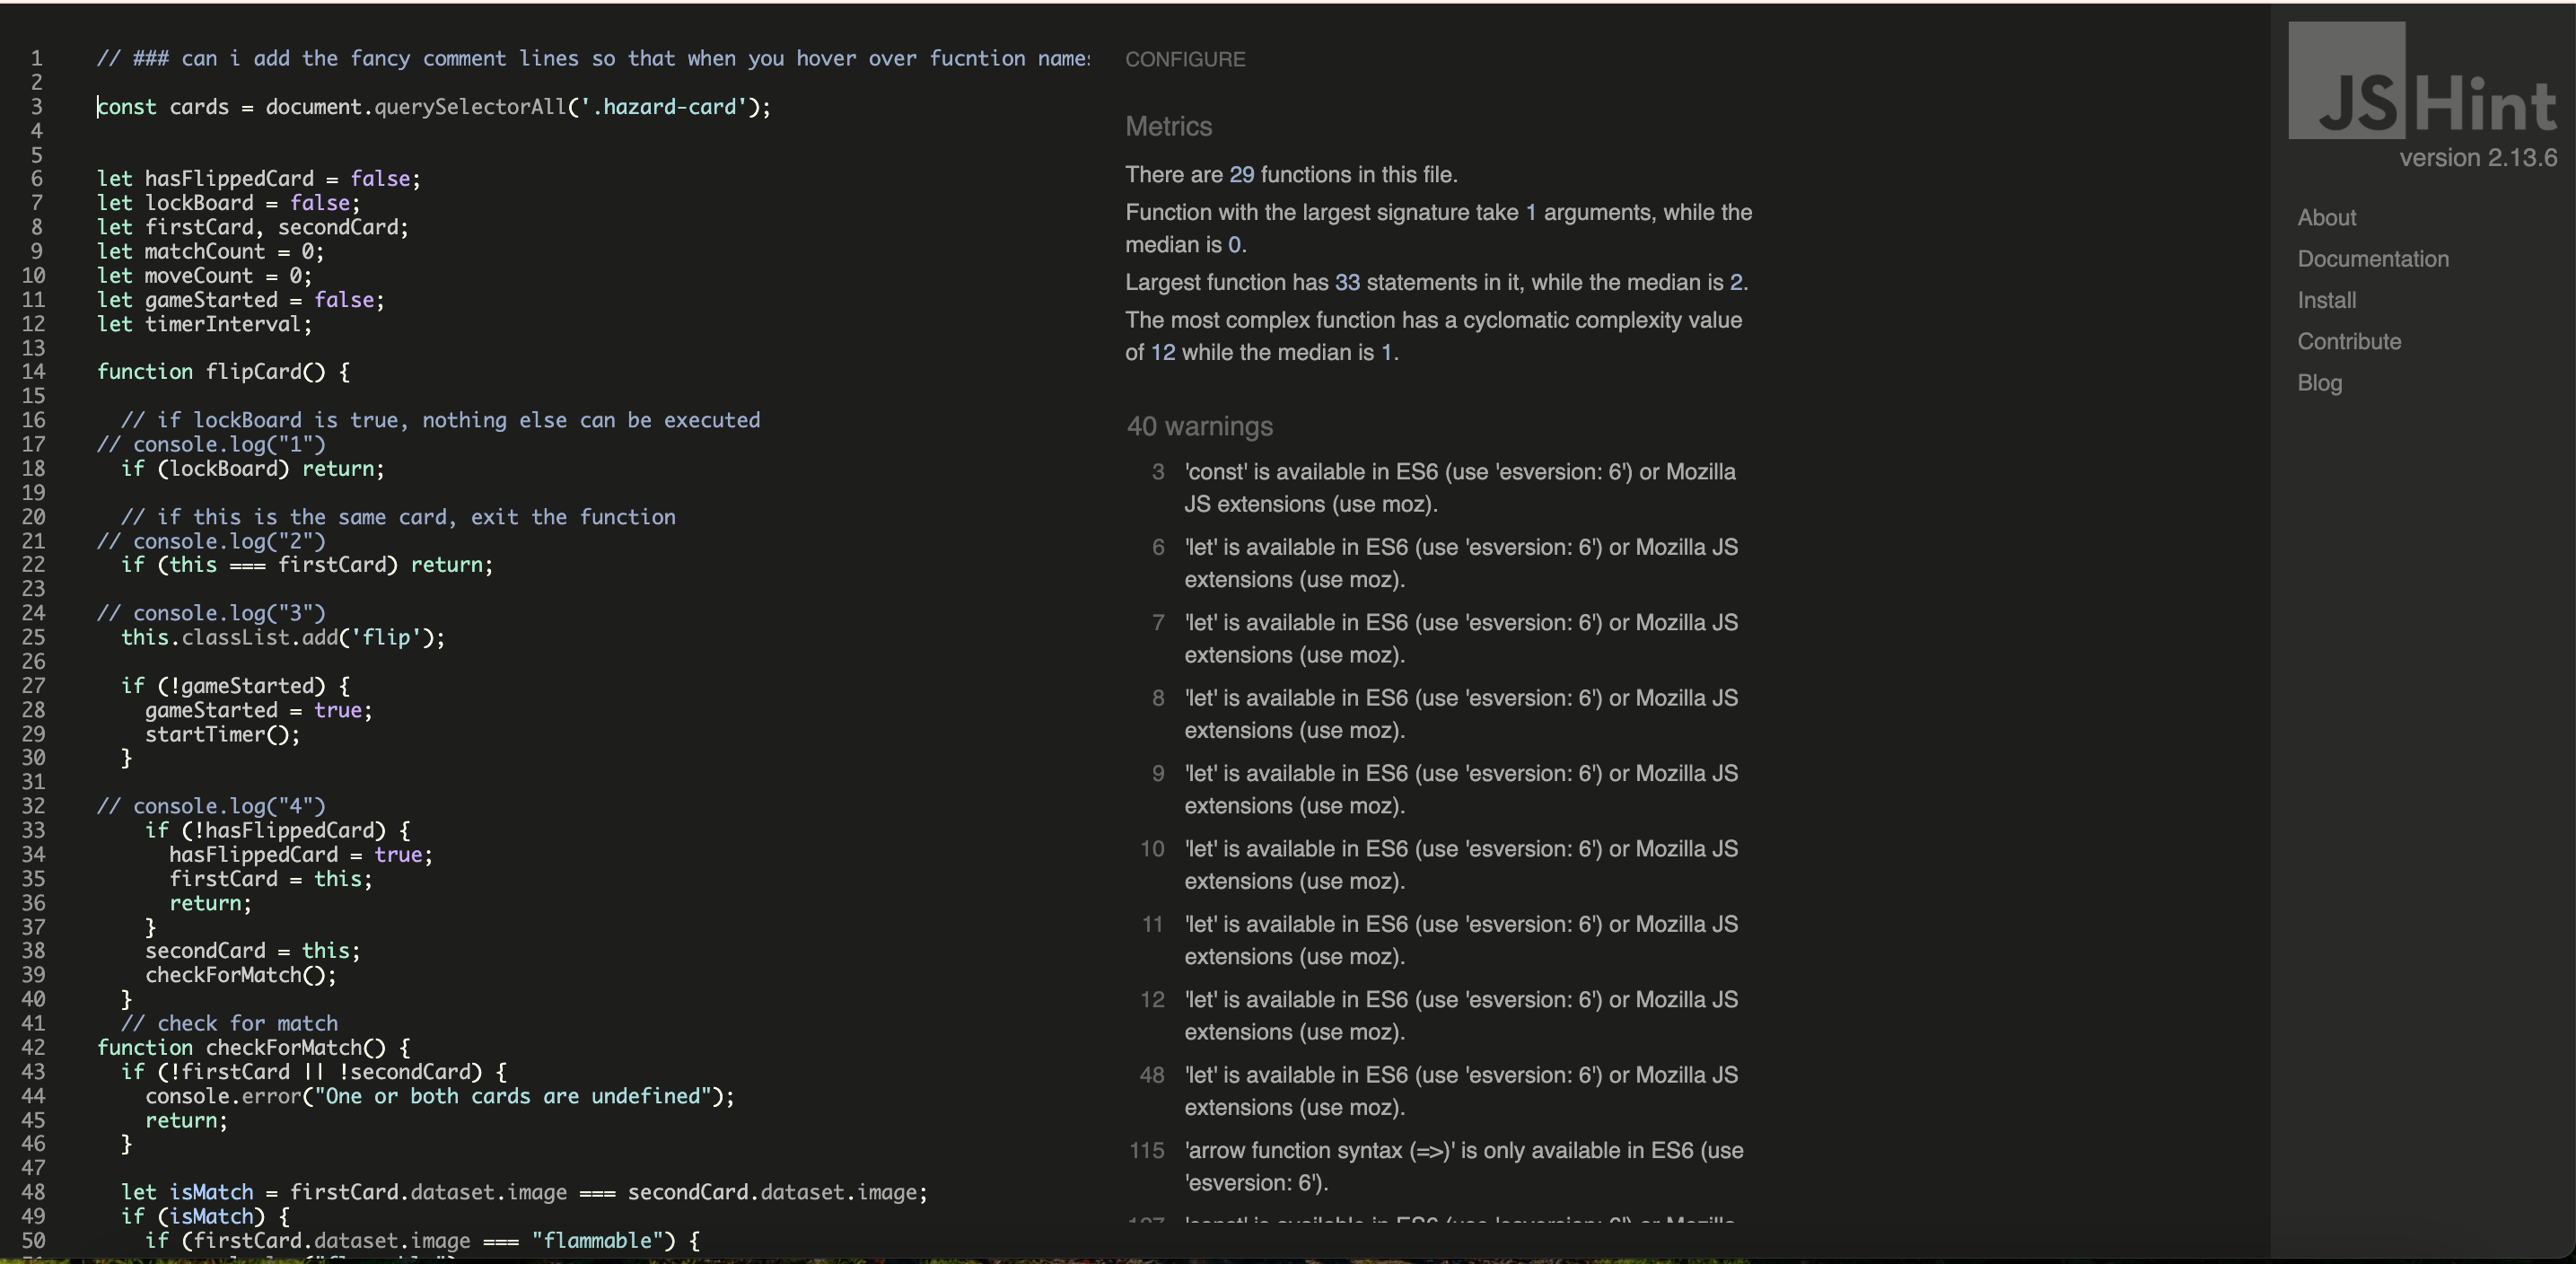 1 // ### can i add the fancy comment lines so that when you hover over fucntion names
2
3 const cards = document.querySelectorAll('.hazard-card');
4
5
6 let hasFlippedCard = false;
7 let lockBoard = false;
8 let firstCard, secondCard;
9 let matchCount = 0;
10 let moveCount = 0;
11 let gameStarted = false;
12 let timerInterval;
13
14 function flipCard() {
15
16 // if lockBoard is true, nothing else can be executed
17 // console.log("1")
18 if (lockBoard) return;
19
20 // if this is the same card, exit the function
21 // console.log("2")
22 if (this === firstCard) return;
23
24 // console.log("3")
25 this.classList.add('flip');
26
27 if (!gameStarted) {
28 gameStarted = true;
29 startTimer();
30 }
31
32 // console.log("4")
33 if (!hasFlippedCard) {
34 hasFlippedCard = true;
35 firstCard = this;
36 return;
37 }
38 secondCard = this;
39 checkForMatch();
40 }
41 // check for match
42 function checkForMatch() {
43 if (!firstCard || !secondCard) {
44 console.error("One or both cards are undefined");
45 return;
46 }
47
48 let isMatch = firstCard.dataset.image === secondCard.dataset.image;
49 if (isMatch) {
50 if (firstCard.dataset.image === "flammable") {
CONFIGURE
Metrics
There are 29 functions in this file.
Function with the largest signature take 1 arguments, while the
median is 0.
Largest function has 33 statements in it, while the median is 2.
The most complex function has a cyclomatic complexity value
of 12 while the median is 1.
40 warnings
3 'const' is available in ES6 (use 'esversion: 6') or Mozilla
JS extensions (use moz).
6 'let' is available in ES6 (use 'esversion: 6') or Mozilla JS
extensions (use moz).
7 'let' is available in ES6 (use 'esversion: 6') or Mozilla JS
extensions (use moz).
8 'let' is available in ES6 (use 'esversion: 6') or Mozilla JS
extensions (use moz).
9 'let' is available in ES6 (use 'esversion: 6') or Mozilla JS
extensions (use moz).
10 'let' is available in ES6 (use 'esversion: 6') or Mozilla JS
extensions (use moz).
11 'let' is available in ES6 (use 'esversion: 6') or Mozilla JS
extensions (use moz).
12 'let' is available in ES6 (use 'esversion: 6') or Mozilla JS
extensions (use moz).
48 'let' is available in ES6 (use 'esversion: 6') or Mozilla JS
extensions (use moz).
115 'arrow function syntax (=>)' is only available in ES6 (use
'esversion: 6').
'const' is available in ES6 (use 'esversion: 6') or Mozilla
JSHint
version 2.13.6
About
Documentation
Install
Contribute
Blog